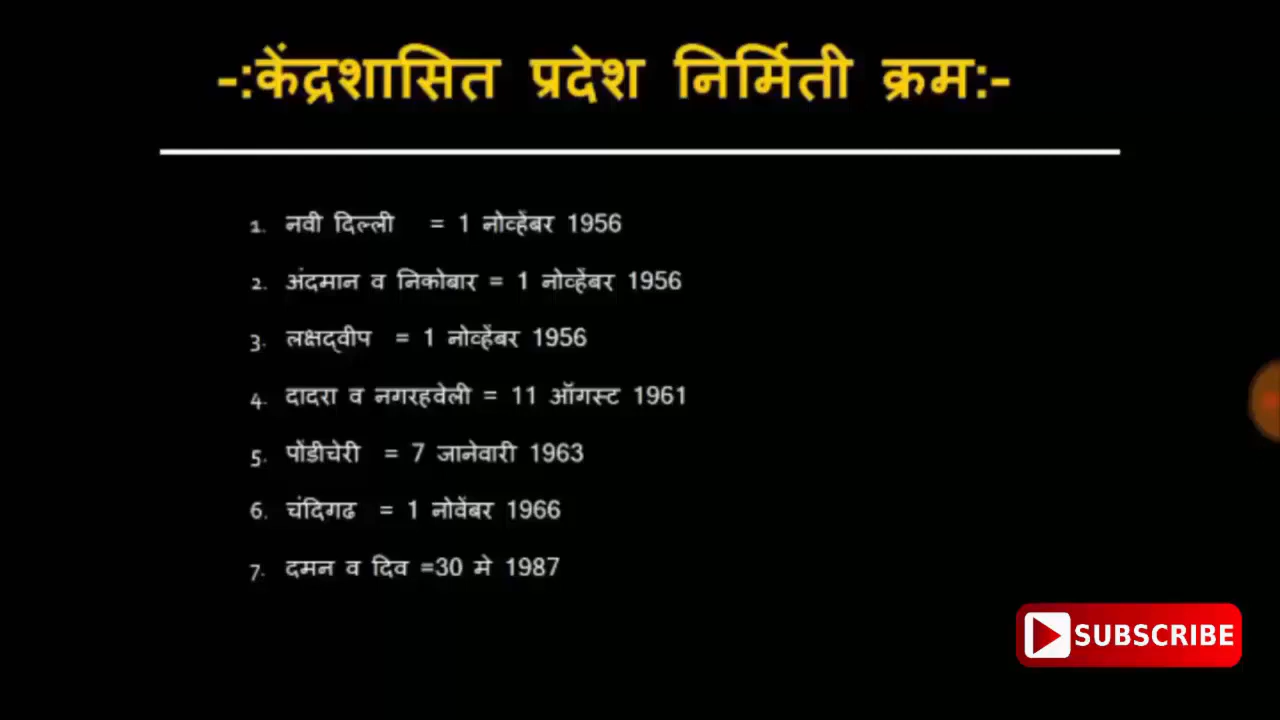 -:केंद्रशासित प्रदेश निर्मिती क्रम:-
1. नवी दिल्ली = 1 नोव्हेंबर 1956
2. अंदमान व निकोबार = 1 नोव्हेंबर 1956
3. लक्षद्वीप = 1 नोव्हेंबर 1956
4. दादरा व नगरहवेली = 11 ऑगस्ट 1961
5. पोंडीचेरी = 7 जानेवारी 1963
6. चंदिगढ = 1 नोवेंबर 1966
7. दमन व दिव =30 मे 1987
SUBSCRIBE